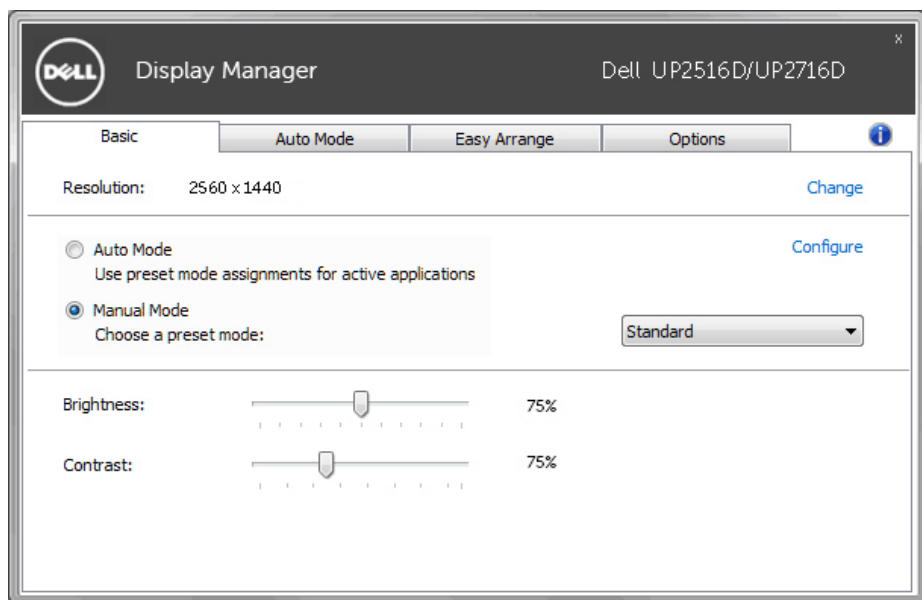 DELL Display Manager Dell UP2516D/UP2716D x
Basic Auto Mode Easy Arrange Options i
Resolution: 2560 x 1440 Change
Auto Mode Configure
Use preset mode assignments for active applications
Manual Mode
Choose a preset mode: Standard
Brightness: 75%
Contrast: 75%